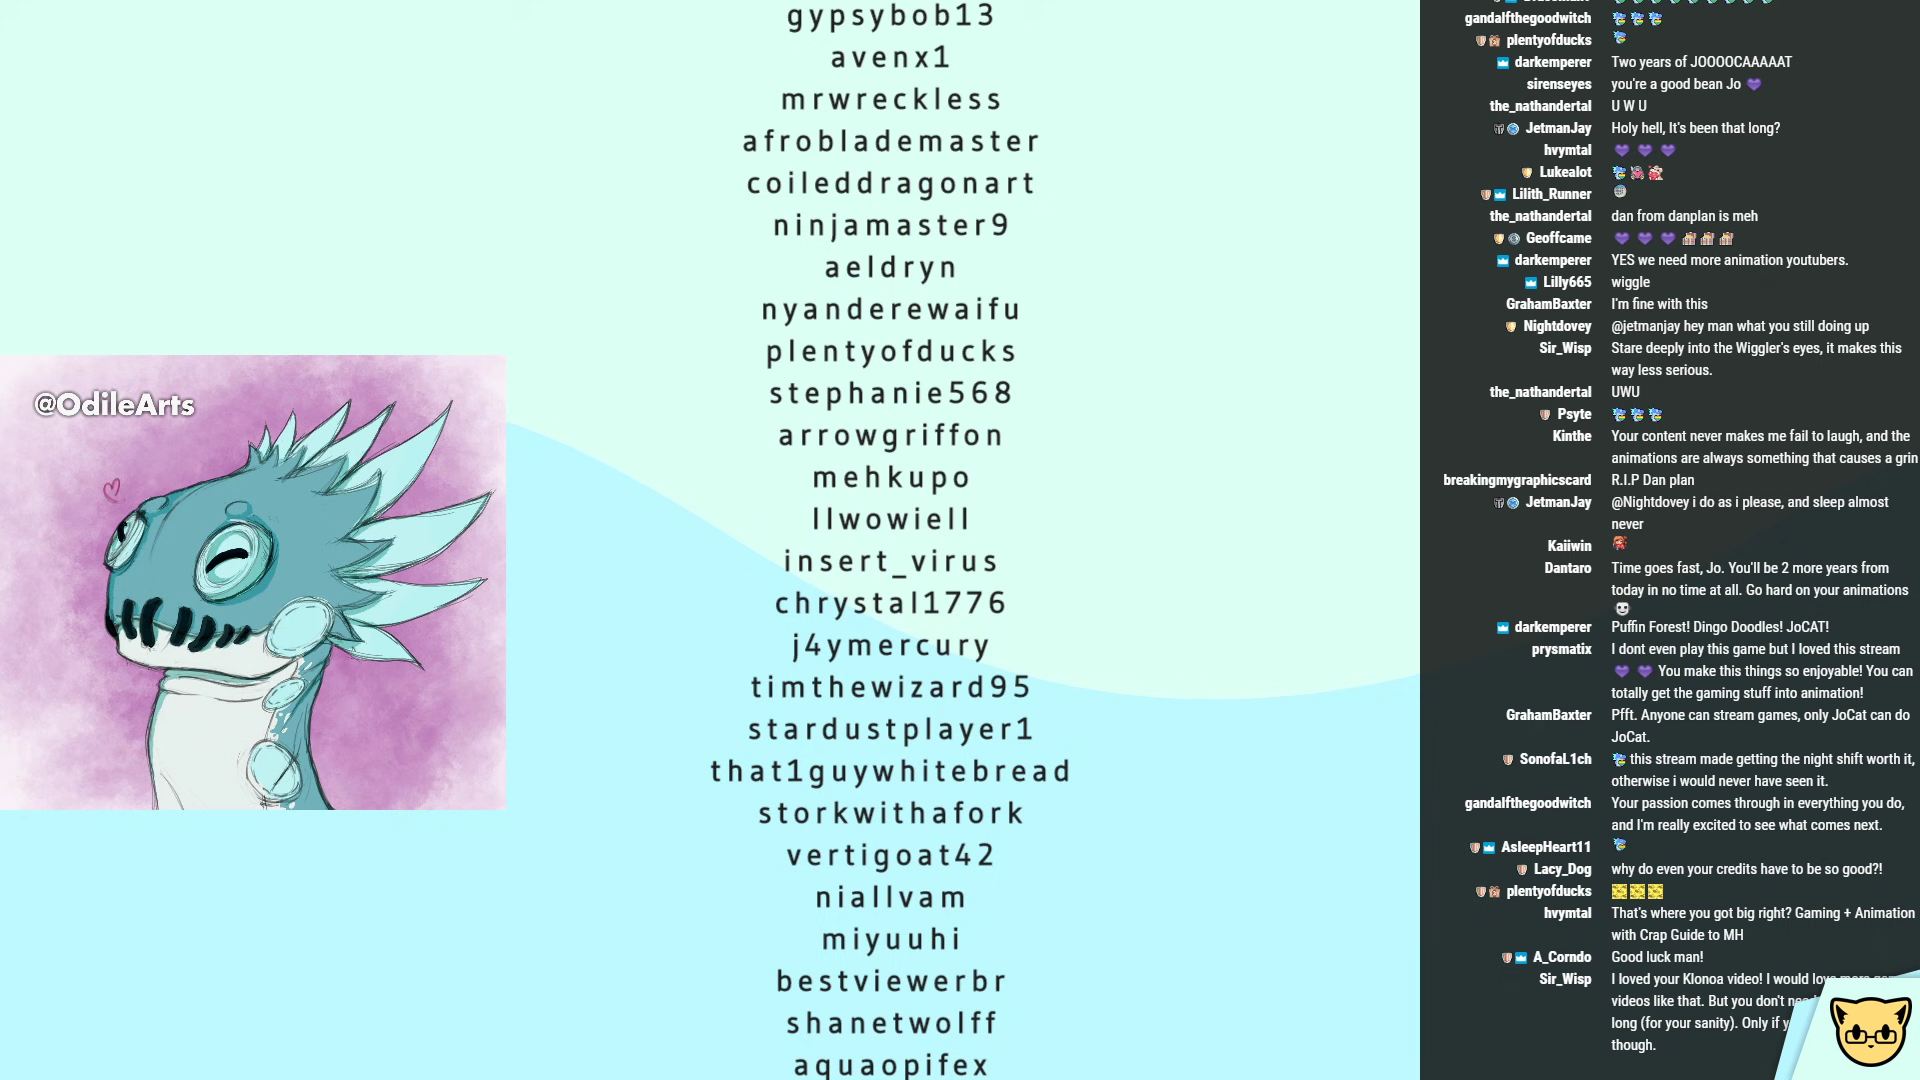 gypsybob13
avenx1
mrwreckless
afroblademaster
coileddragonart
ninjamaster9
aeldryn
nyanderewaifu
plentyofducks
stephanie568
arrowgriffon
mehkupo
llwowiell
insert_virus
chrystal1776
j4ymercury
timthewizard95
stardustplayer1
that1guywhitebread
storkwithafork
vertigoat42
niallvam
miyuuhi
bestviewerbr
shanetwolff
aquaopifex
@OdileArts
gandalfthegoodwitch
plentyofducks
darkemperer Two years of JOOOOCAAAAAT
sirenseyes you're a good bean Jo
the_nathandertal U W U
JetmanJay Holy hell, It's been that long?
hvymtal
Lukealot
Lilith_Runner
the_nathandertal dan from danplan is meh
Geoffcame
darkemperer YES we need more animation youtubers.
Lilly665 wiggle
GrahamBaxter I'm fine with this
Nightdovey @jetmanjay hey man what you still doing up
Sir_Wisp Stare deeply into the Wiggler's eyes, it makes this
way less serious.
the_nathandertal UWU
Psyte
Kinthe Your content never makes me fail to laugh, and the
animations are always something that causes a grin
breakingmygraphicscard R.I.P Dan plan
JetmanJay @Nightdovey i do as i please, and sleep almost
never
Kaiiwin
Dantaro Time goes fast, Jo. You'll be 2 more years from
today in no time at all. Go hard on your animations
darkemperer Puffin Forest! Dingo Doodles! JoCAT!
prysmatix I dont even play this game but I loved this stream
You make this things so enjoyable! You can
totally get the gaming stuff into animation!
GrahamBaxter Pfft. Anyone can stream games, only JoCat can do
JoCat.
SonofaL1ch this stream made getting the night shift worth it,
otherwise i would never have seen it.
gandalfthegoodwitch Your passion comes through in everything you do,
and I'm really excited to see what comes next.
AsleepHeart11
Lacy_Dog why do even your credits have to be so good?!
plentyofducks
hvymtal That's where you got big right? Gaming + Animation
with Crap Guide to MH
A_Corndo Good luck man!
Sir_Wisp I loved your Klonoa video! I would
videos like that. But you don't
long (for your sanity). Only if
though.